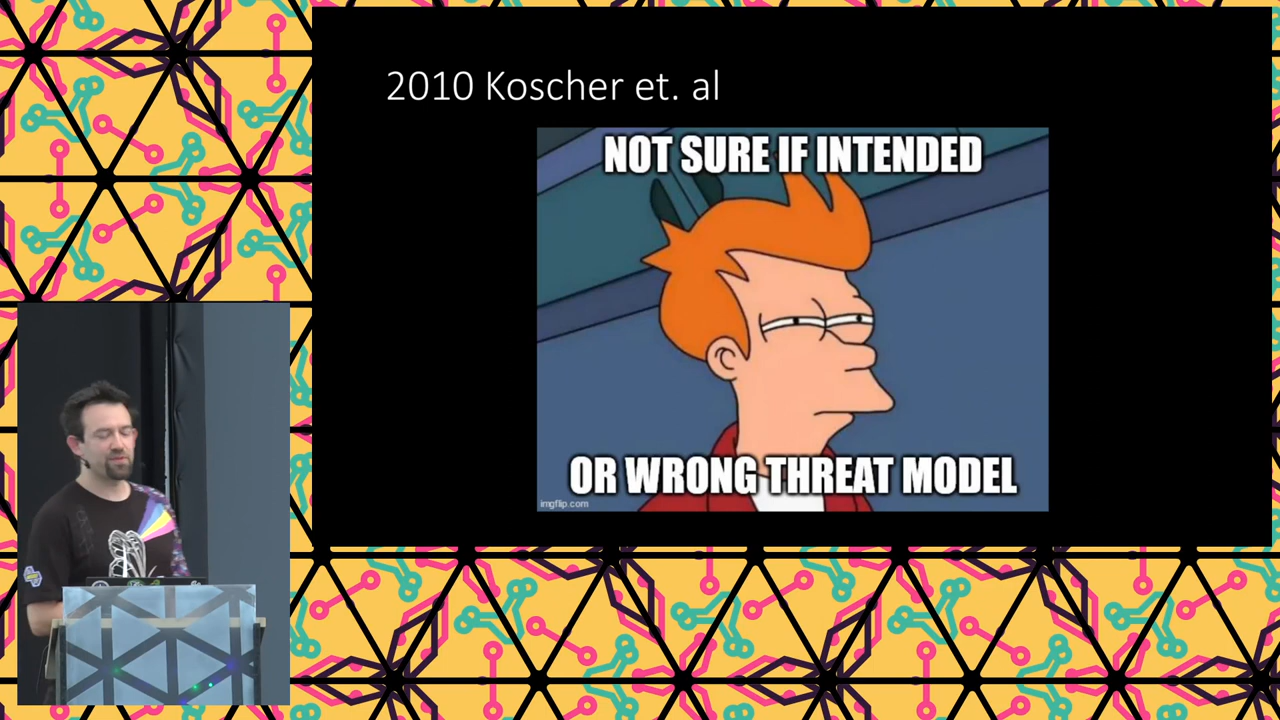 2010 Koscher et. al
NOT SURE IF INTENDED
OR WRONG THREAT MODEL
imgflip.com